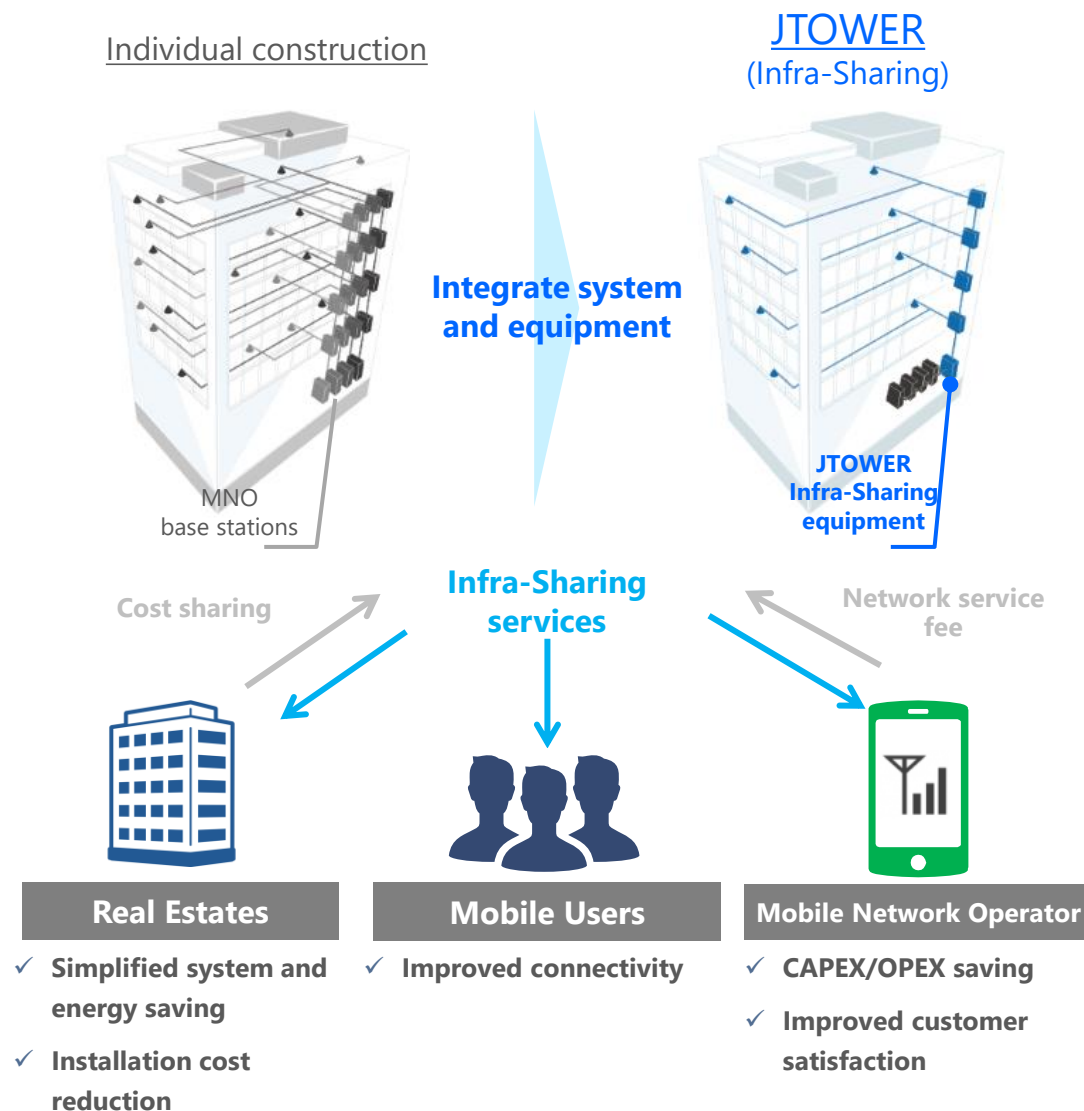 Individual construction
JTOWER
(Infra-Sharing)
Integrate system
and equipment
MNO
base stations
JTOWER
Infra-Sharing
equipment
Infra-Sharing
services
Cost sharing
Network service
fee
Real Estates
✓ Simplified system and
energy saving
✓ Installation cost
reduction
Mobile Users
✓ Improved connectivity
Mobile Network Operator
✓ CAPEX/OPEX saving
✓ Improved customer
satisfaction